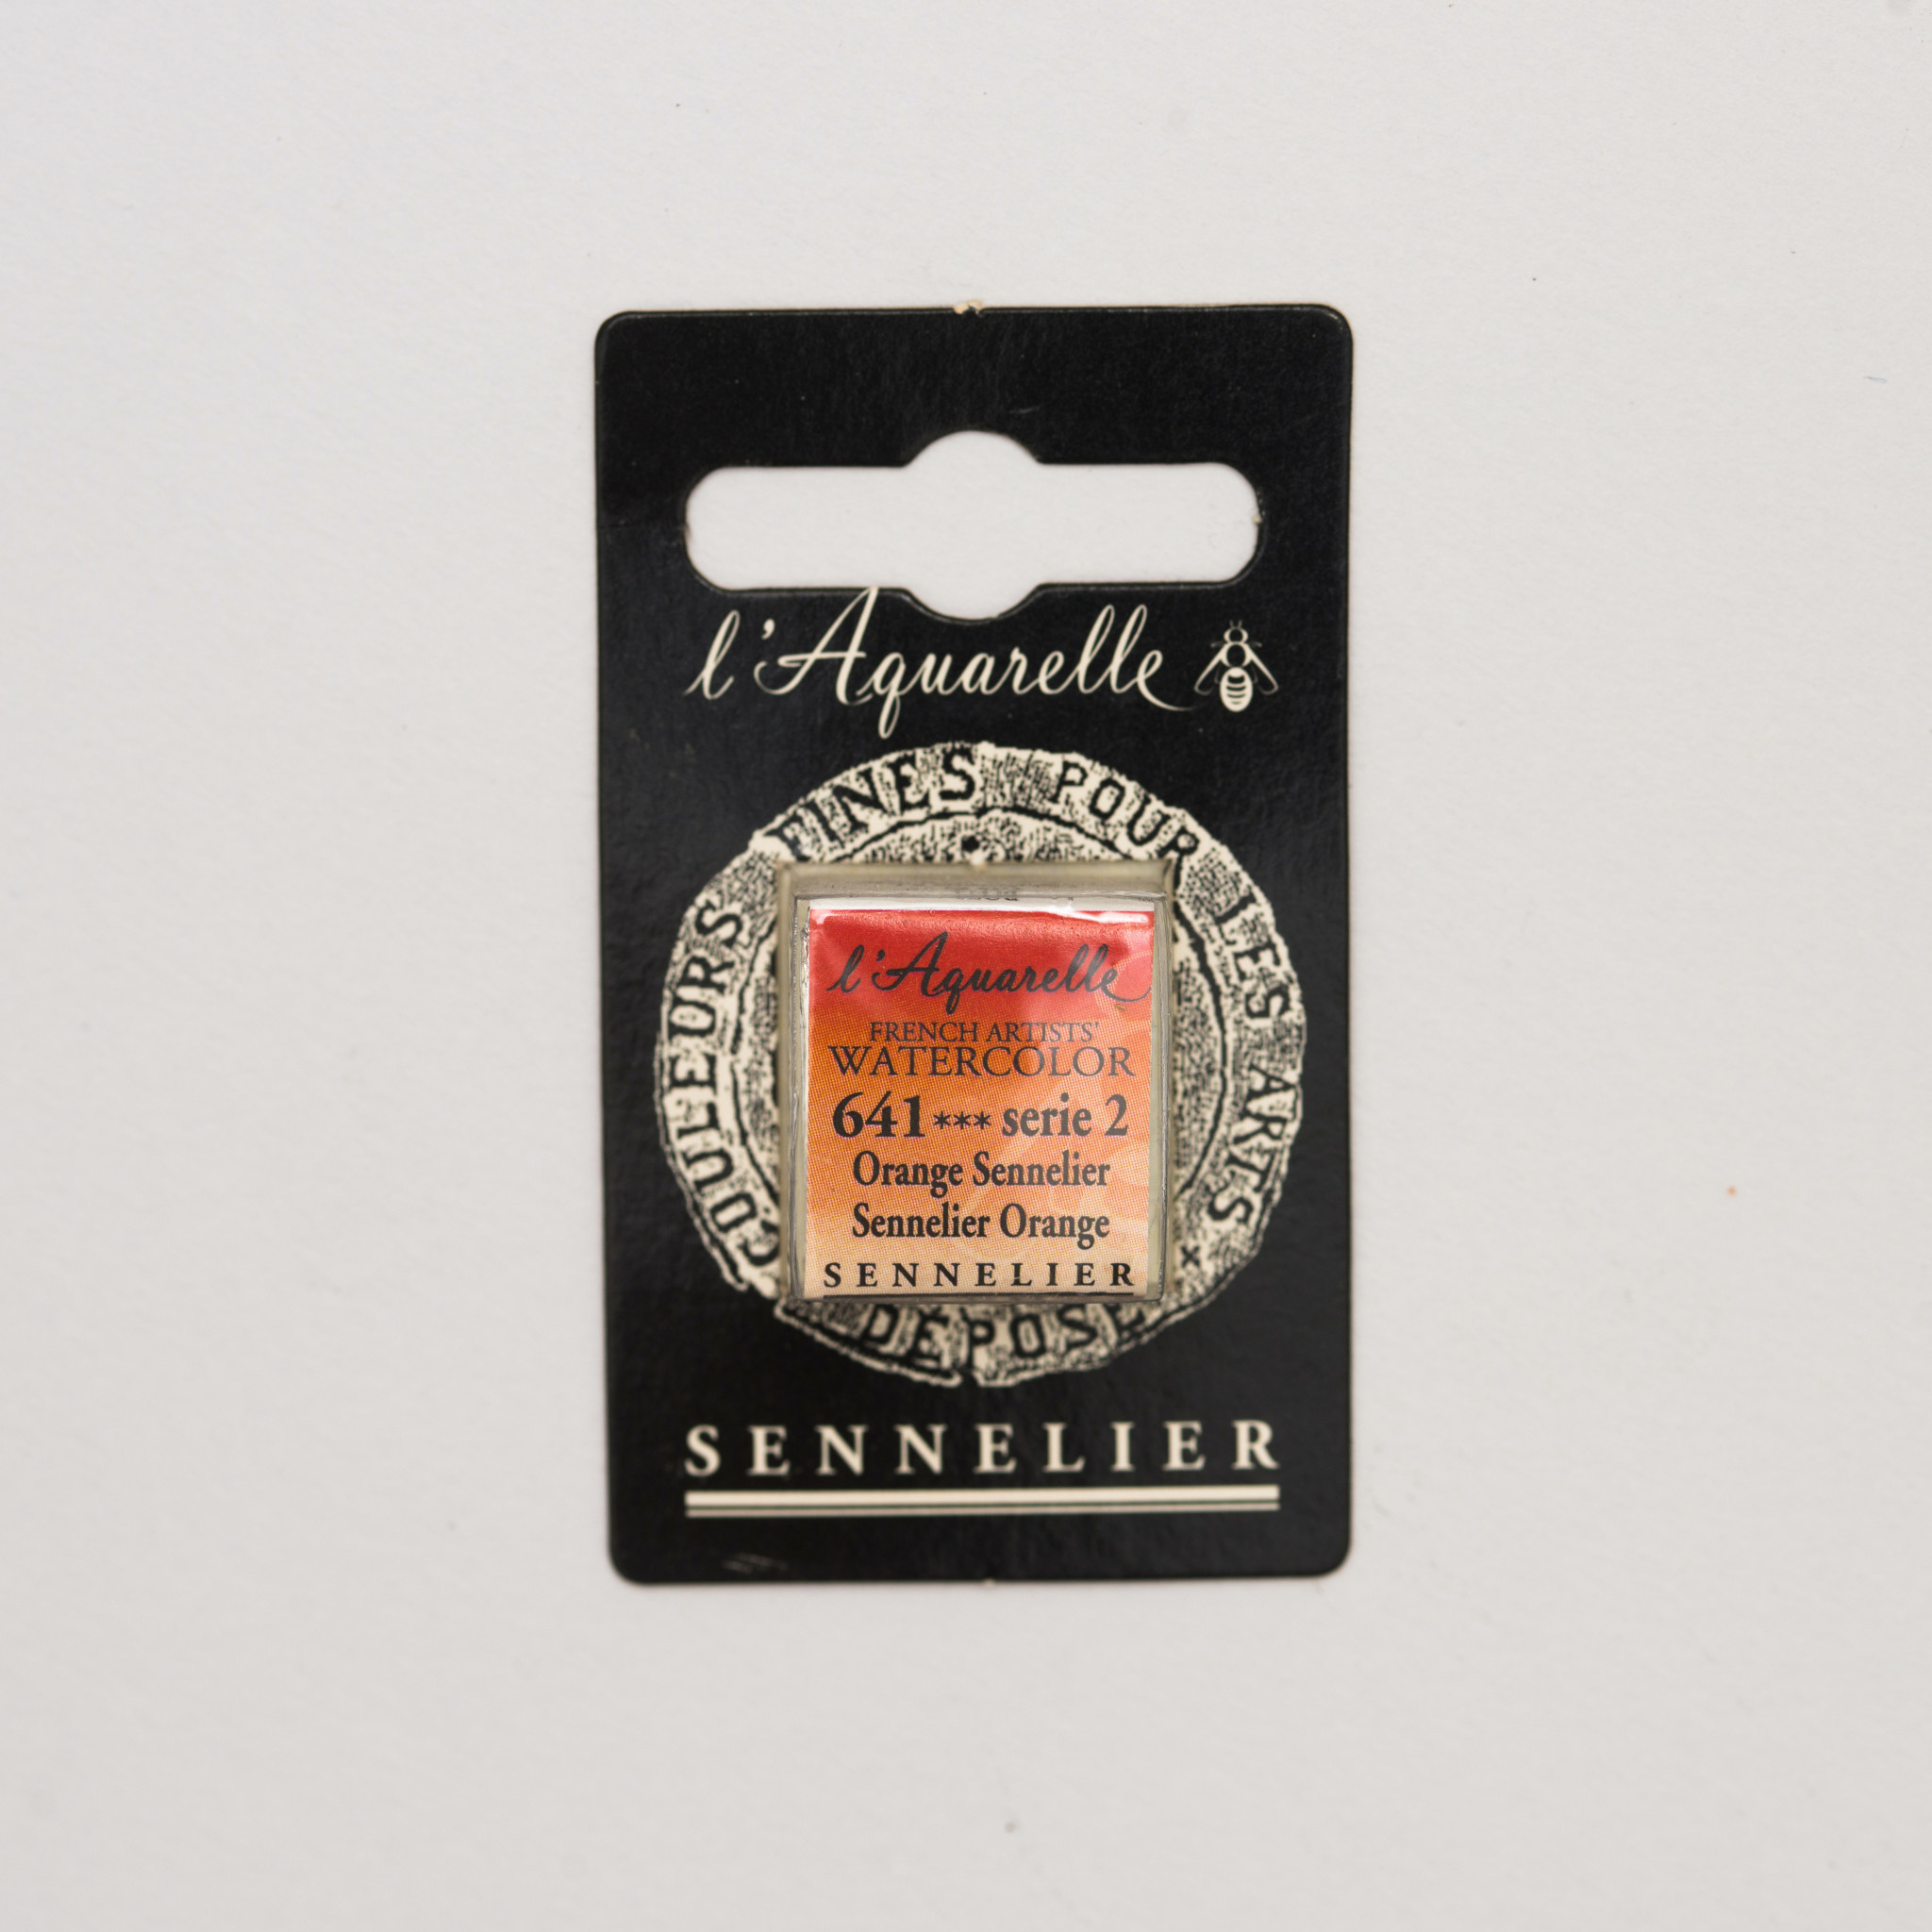 l'Aquarelle
COULEURS FINES POUR LES ARTS
DÉPOSÉ
l'Aquarelle
FRENCH ARTISTS'
WATERCOLOR
641*** serie 2
Orange Sennelier
Sennelier Orange
SENNELIER
SENNELIER